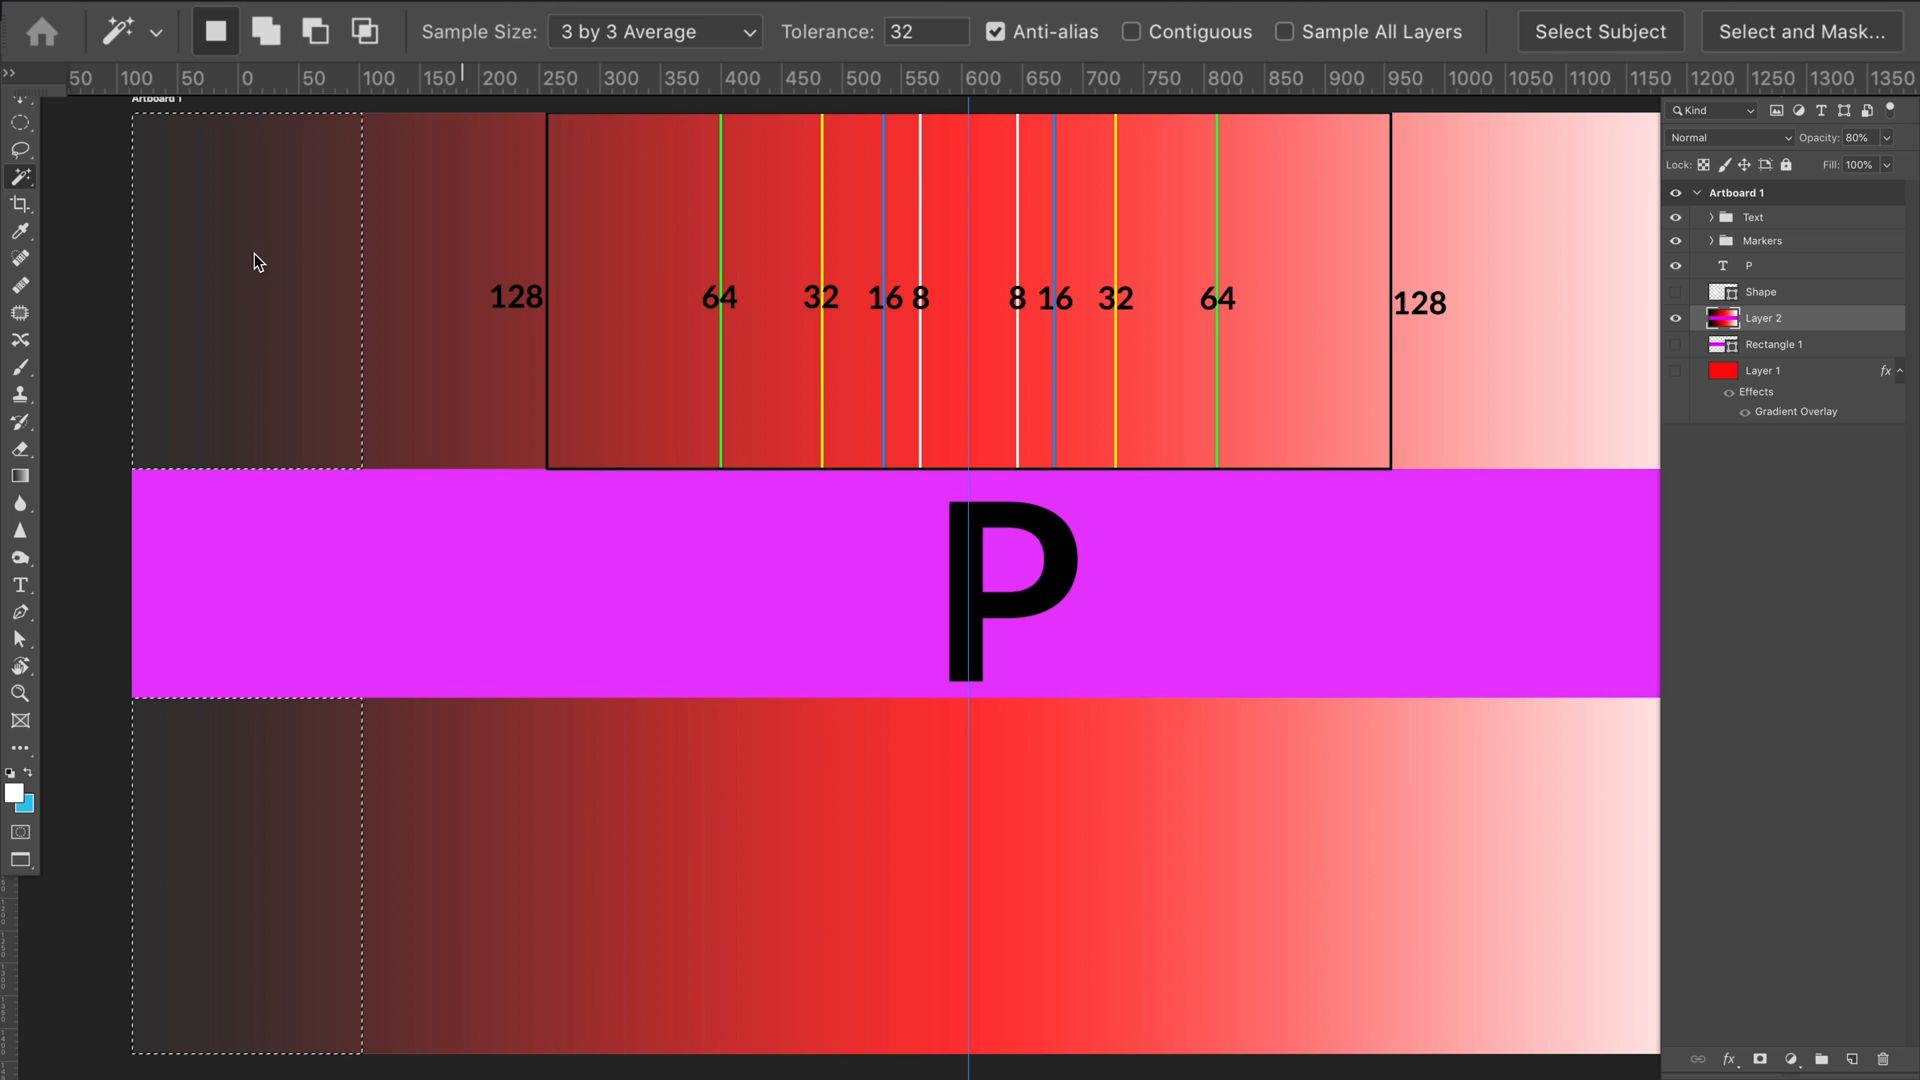 Sample Size: 3 by 3 Average Tolerance: 32 Anti-alias Contiguous Sample All Layers Select Subject Select and Mask...
50 100 50 0 50 100 150 200 250 300 350 400 450 500 550 600 650 700 750 800 850 900 950 1000 1050 1100 1150 1200 1250 1300 1350
Artboard 1
128 64 32 16 8 8 16 32 64 128
P
Kind
Normal Opacity: 80%
Lock: Fill: 100%
Artboard 1
Text
Markers
P
Shape
Layer 2
Rectangle 1
Layer 1 fx
Effects
Gradient Overlay
fx